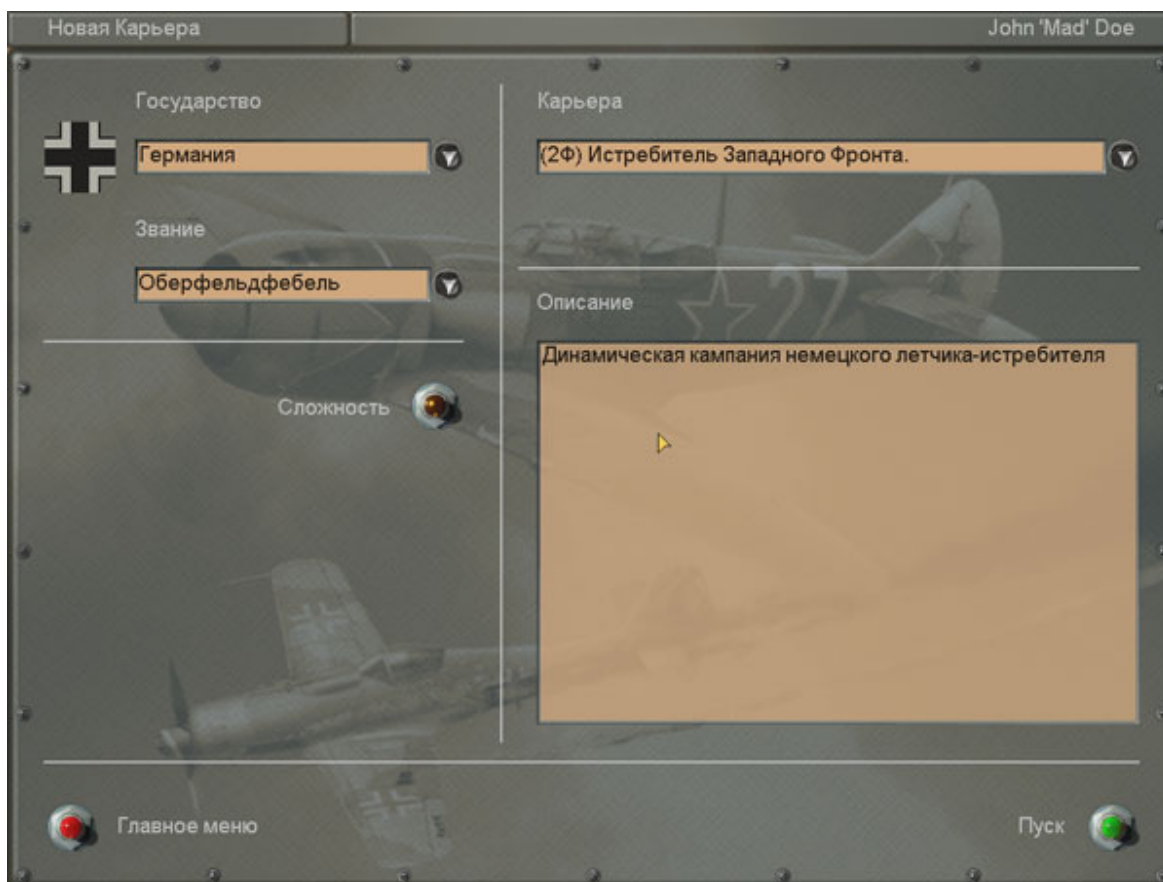 Новая Карьера
John 'Mad' Doe
Государство
Германия
Звание
Оберфельдфебель
Сложность
Карьера
(2Ф) Истребитель Западного Фронта.
Описание
Динамическая кампания немецкого летчика-истребителя
27
Главное меню
Пуск